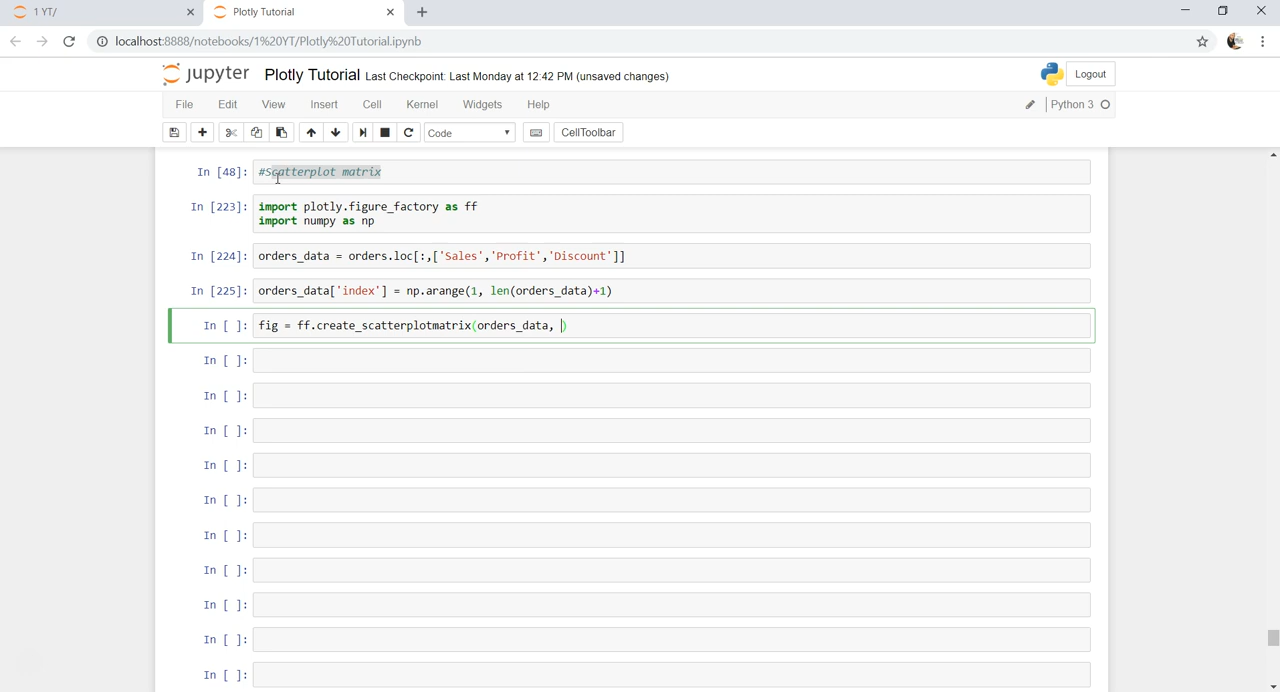 1 YT/
Plotly Tutorial
localhost:8888/notebooks/1%20YT/Plotly%20Tutorial.ipynb
jupyter Plotly Tutorial Last Checkpoint: Last Monday at 12:42 PM (unsaved changes)
Logout
File Edit View Insert Cell Kernel Widgets Help
Python 3
Code
CellToolbar
In [48]: #Scatterplot matrix
In [223]: import plotly.figure_factory as ff
import numpy as np
In [224]: orders_data = orders.loc[:,['Sales','Profit','Discount']]
In [225]: orders_data['index'] = np.arange(1, len(orders_data)+1)
In [ ]: fig = ff.create_scatterplotmatrix(orders_data, )
In [ ]:
In [ ]:
In [ ]:
In [ ]:
In [ ]:
In [ ]:
In [ ]:
In [ ]:
In [ ]:
In [ ]: